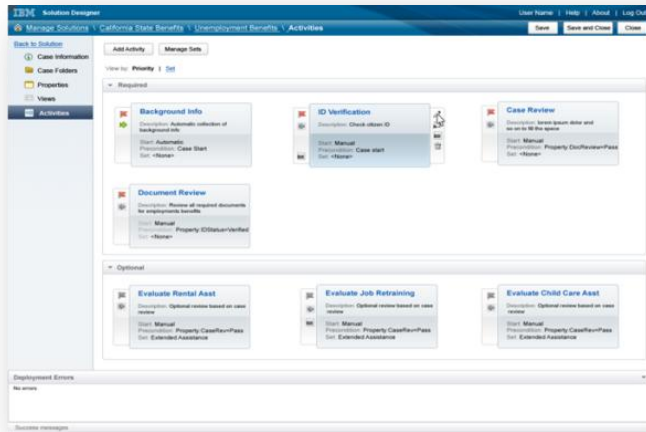 IBM Solution Designer
User Name | Help | About | Log Out
Manage Solutions \ California State Benefits \ Unemployment Benefits \ Activities
Save
Save and Close
Close
Back to Solution
Case Information
Case Folders
Properties
Views
Activities
Add Activity
Manage Sets
View by: Priority | Set
Required
Background Info
Description: Automatic collection of
background info
Start: Automatic
Precondition: Case Start
Set: <None>
ID Verification
Description: Check citizen ID
Start: Manual
Precondition: Case start
Set: <None>
Case Review
Description: lorem ipsum dolor and
so on to fill the space
Start: Manual
Precondition: Property:DocReview=Pass
Set: <None>
Document Review
Description: Review all required documents
for employments benefits
Start: Manual
Precondition: Property:IDStatus=Verified
Set: <None>
Optional
Evaluate Rental Asst
Description: Optional review based on case
review
Start: Manual
Precondition: Property:CaseRev=Pass
Set: Extended Assistance
Evaluate Job Retraining
Description: Optional review based on case
review
Start: Manual
Precondition: Property:CaseRev=Pass
Set: Extended Assistance
Evaluate Child Care Asst
Description: Optional review based on case
review
Start: Manual
Precondition: Property:CaseRev=Pass
Set: Extended Assistance
Deployment Errors
No errors
Success messages